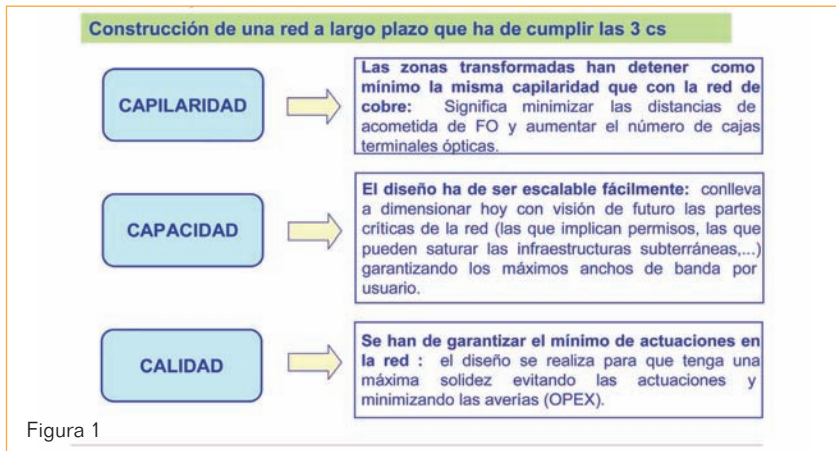 Construcción de una red a largo plazo que ha de cumplir las 3 cs
CAPILARIDAD
Las zonas transformadas han detener como
mínimo la misma capilaridad que con la red de
cobre: Significa minimizar las distancias de
acometida de FO y aumentar el número de cajas
terminales ópticas.
CAPACIDAD
El diseño ha de ser escalable fácilmente: conlleva
a dimensionar hoy con visión de futuro las partes
críticas de la red (las que implican permisos, las que
pueden saturar las infraestructuras subterráneas,...)
garantizando los máximos anchos de banda por
usuario.
CALIDAD
Se han de garantizar el mínimo de actuaciones en
la red : el diseño se realiza para que tenga una
máxima solidez evitando las actuaciones y
minimizando las averías (OPEX).
Figura 1